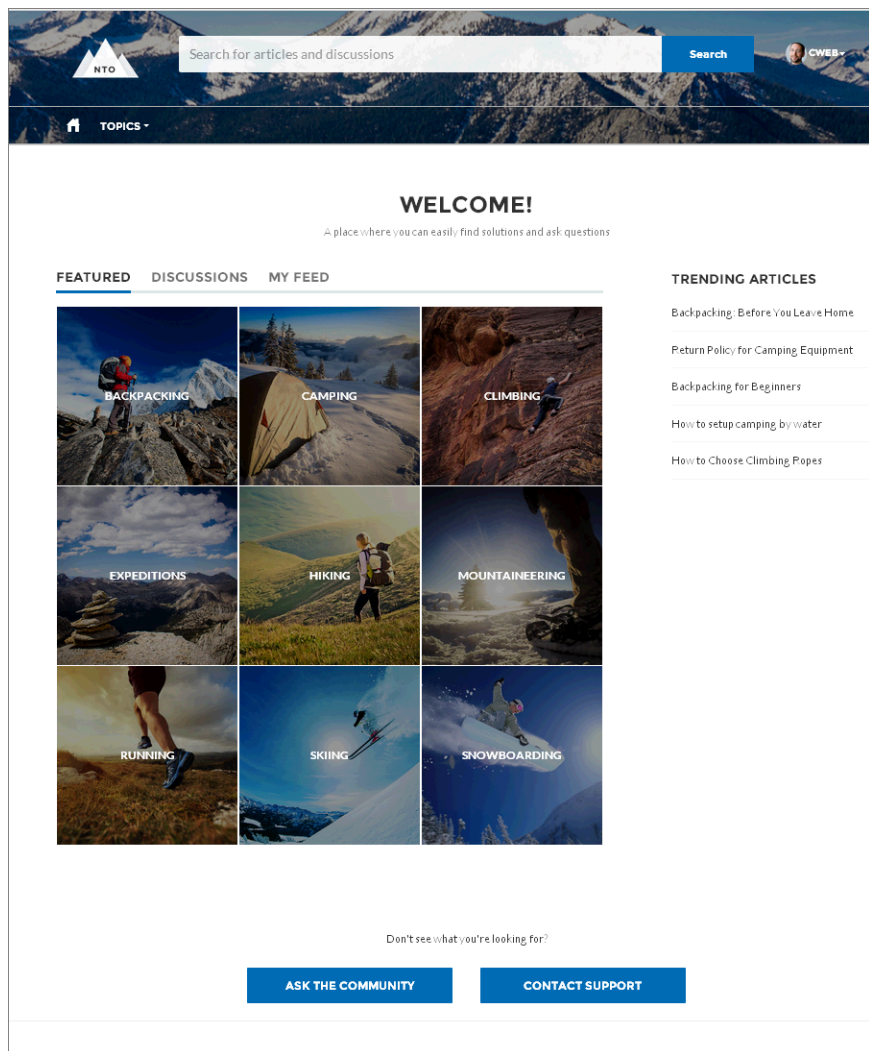 NTO
Search for articles and discussions
Search
CWEB
TOPICS
WELCOME!
A place where you can easily find solutions and ask questions
FEATURED DISCUSSIONS MY FEED
TRENDING ARTICLES
Backpacking: Before You Leave Home
Return Policy for Camping Equipment
Backpacking for Beginners
How to setup camping by water
How to Choose Climbing Ropes
BACKPACKING CAMPING CLIMBING
EXPEDITIONS HIKING MOUNTAINEERING
RUNNING SKIING SNOWBOARDING
Don't see what you're looking for?
ASK THE COMMUNITY CONTACT SUPPORT